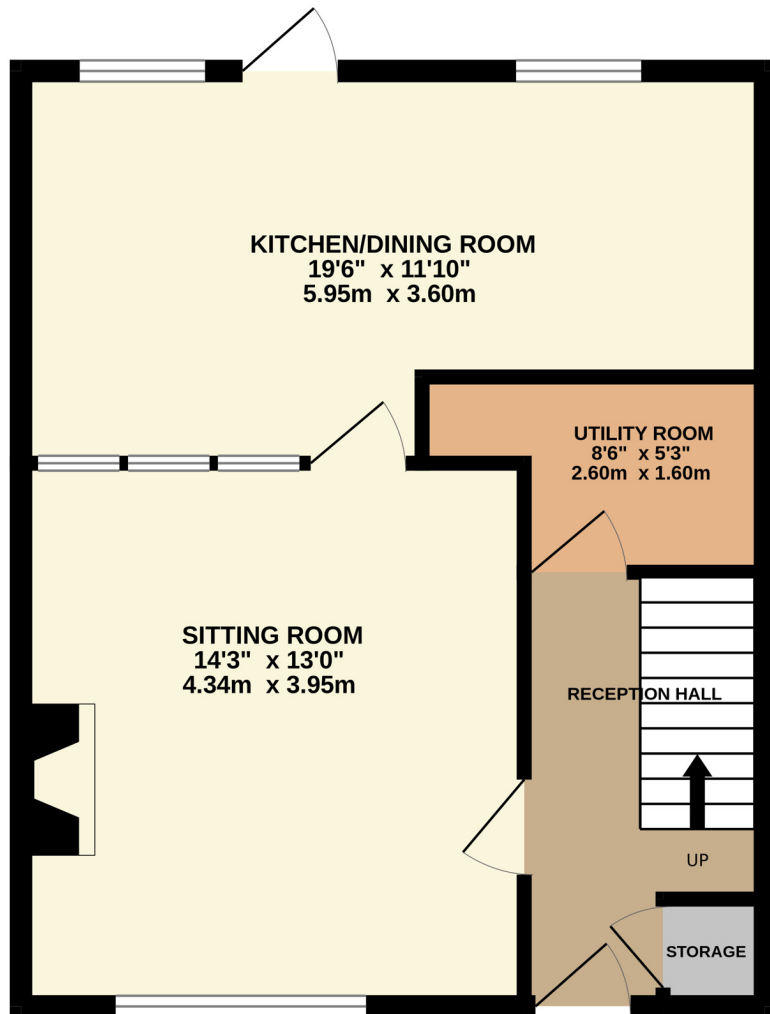 KITCHEN/DINING ROOM
19'6" x 11'10"
5.95m x 3.60m
UTILITY ROOM
8'6" x 5'3"
2.60m x 1.60m
SITTING ROOM
14'3" x 13'0"
4.34m x 3.95m
RECEPTION HALL
UP
STORAGE